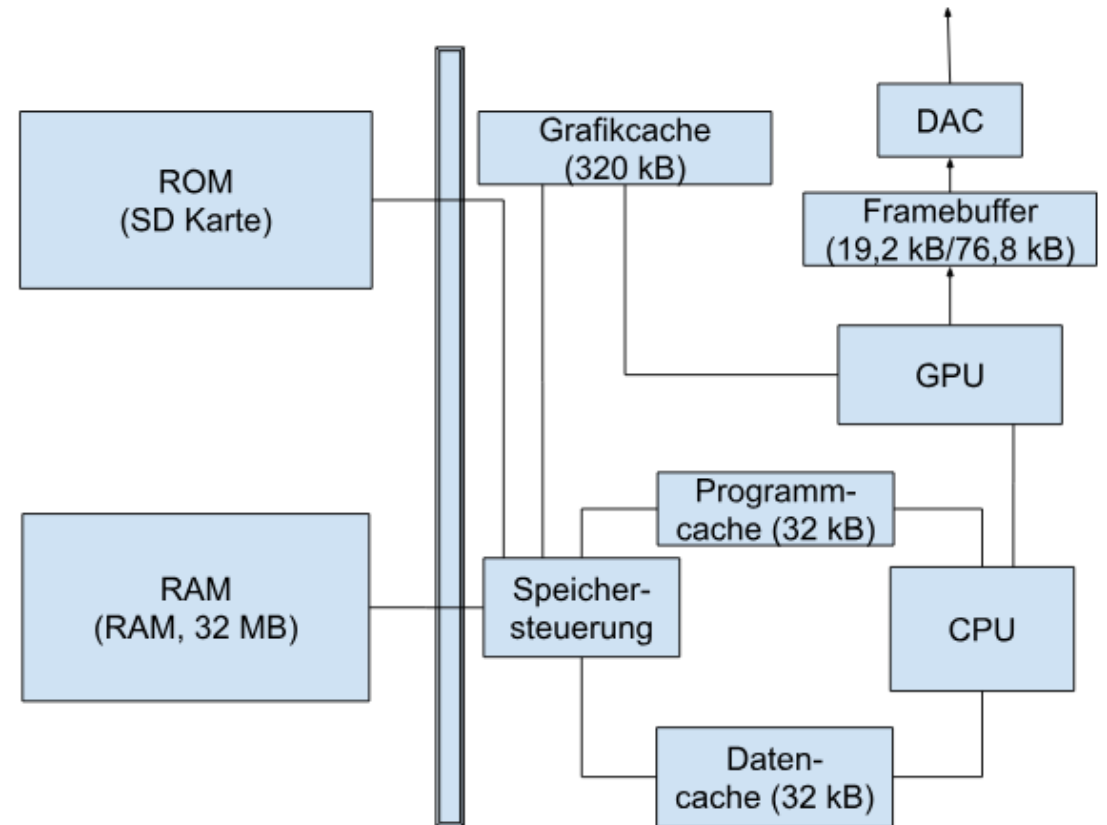 ROM
(SD Karte)
Grafikcache
(320 kB)
DAC
Framebuffer
(19,2 kB/76,8 kB)
GPU
Programm-
cache (32 kB)
RAM
(RAM, 32 MB)
Speicher-
steuerung
CPU
Daten-
cache (32 kB)